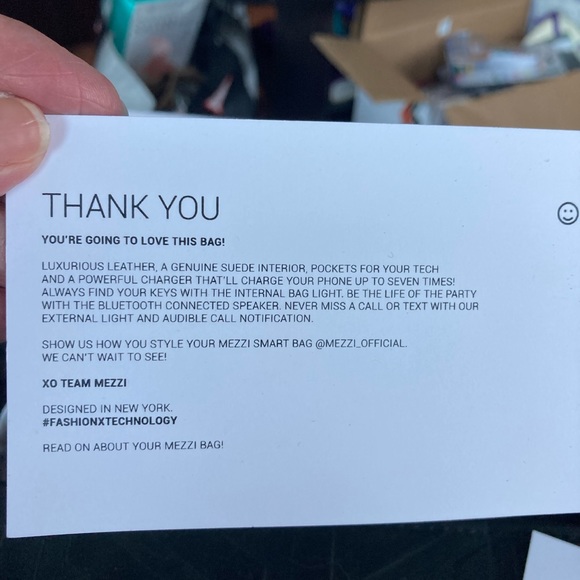 THANK YOU
YOU'RE GOING TO LOVE THIS BAG!
LUXURIOUS LEATHER, A GENUINE SUEDE INTERIOR, POCKETS FOR YOUR TECH
AND A POWERFUL CHARGER THAT'LL CHARGE YOUR PHONE UP TO SEVEN TIMES!
ALWAYS FIND YOUR KEYS WITH THE INTERNAL BAG LIGHT. BE THE LIFE OF THE PARTY
WITH THE BLUETOOTH CONNECTED SPEAKER. NEVER MISS A CALL OR TEXT WITH OUR
EXTERNAL LIGHT AND AUDIBLE CALL NOTIFICATION.
SHOW US HOW YOU STYLE YOUR MEZZI SMART BAG @MEZZI_OFFICIAL.
WE CAN'T WAIT TO SEE!
XO TEAM MEZZI
DESIGNED IN NEW YORK.
#FASHIONXTECHNOLOGY
READ ON ABOUT YOUR MEZZI BAG!